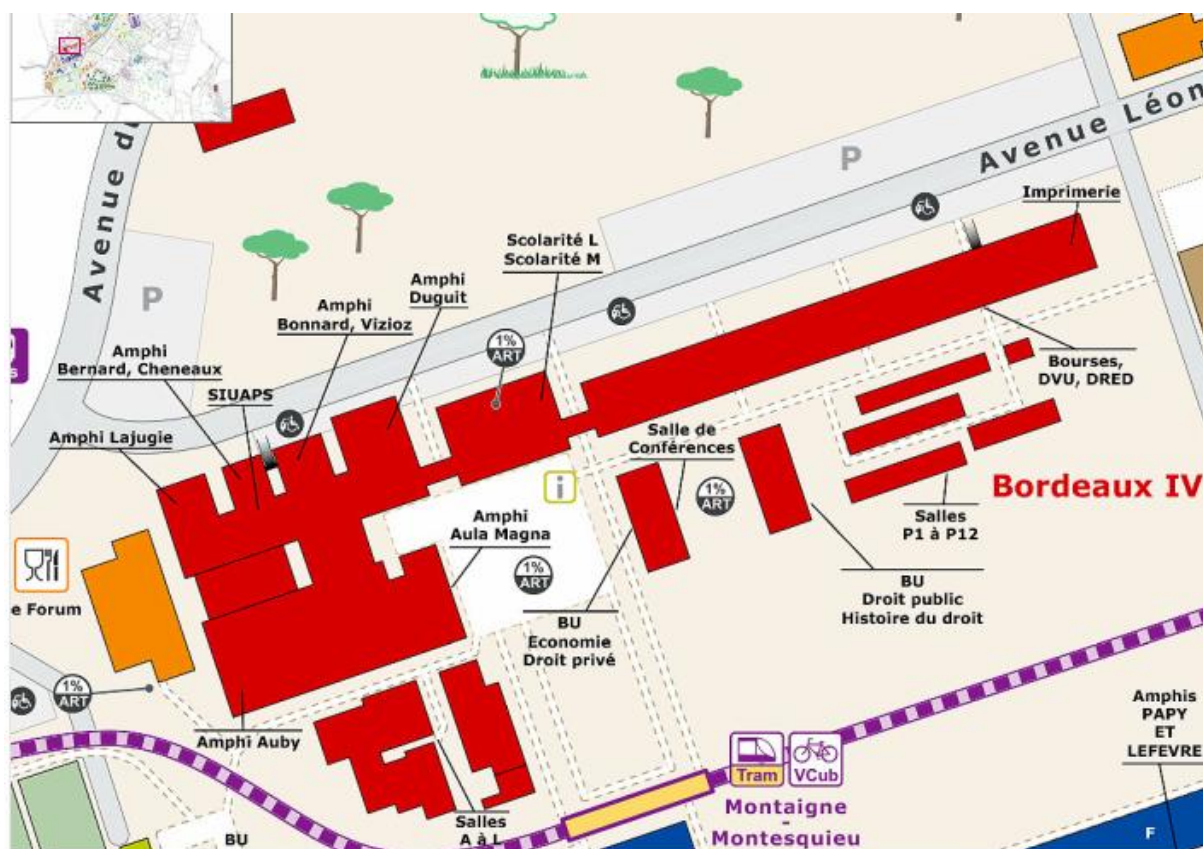 Avenue du
P
Avenue Léon
P
Imprimerie
Scolarité L
Scolarité M
Amphi
Duguit
Amphi
Bonnard, Vizioz
Amphi
Bernard, Cheneaux
SIUAPS
Amphi Lajugie
1%
ART
Bourses,
DVU, DRED
Salle de
Conférences
1%
ART
i
Bordeaux IV
Salles
P1 à P12
Amphi
Aula Magna
1%
ART
BU
Droit public
Histoire du droit
BU
Economie
Droit privé
e Forum
1%
ART
Amphi Auby
Amphis
PAPY
ET
LEFEVRE
Tram
VCub
Montaigne
-
Montesquieu
Salles
A à L
BU
F